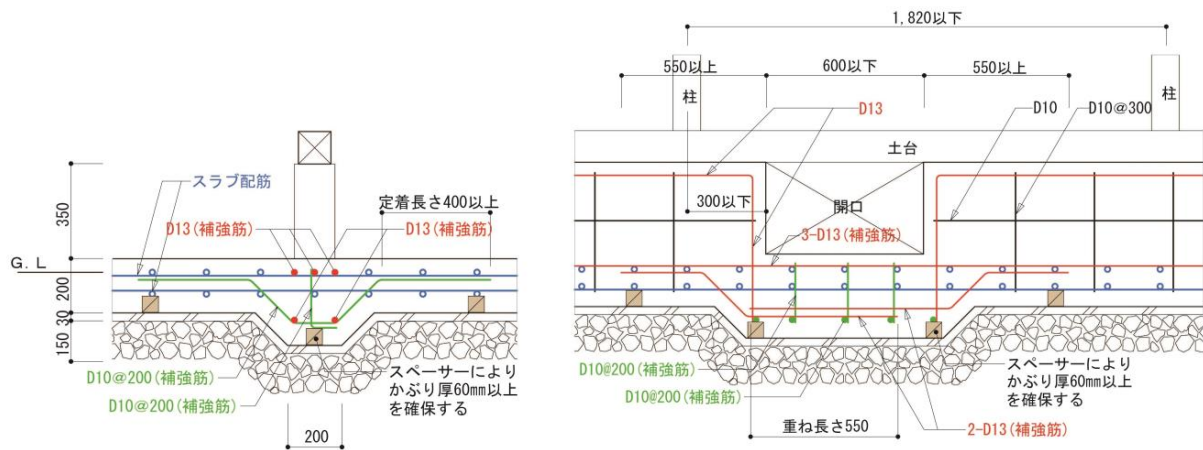 スラブ配筋
定着長さ400以上
D13(補強筋)
D13(補強筋)
350
G.L
200
30
150
D10@200(補強筋)
D10@200(補強筋)
スペーサーにより
かぶり厚60mm以上
を確保する
200
1,820以下
550以上
600以下
550以上
柱
柱
D13
D10
D10@300
土台
300以下
開口
3-D13(補強筋)
D10@200(補強筋)
D10@200(補強筋)
スペーサーにより
かぶり厚60mm以上
を確保する
重ね長さ550
2-D13(補強筋)